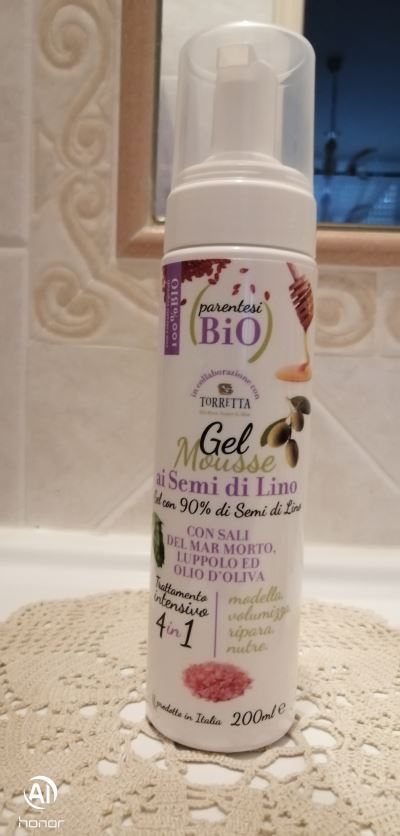 100% BIO
parentesi
BiO
in collaborazione con
TORRETTA
Gel
Mousse
ai Semi di Lino
Gel con 90% di Semi di Lino
CON SALI
DEL MAR MORTO,
LUPPOLO ED
OLIO D'OLIVA
Trattamento
intensivo
4 in 1
modella,
volumizza,
ripara,
nutre.
prodotto in Italia 200ml e
AI
honor